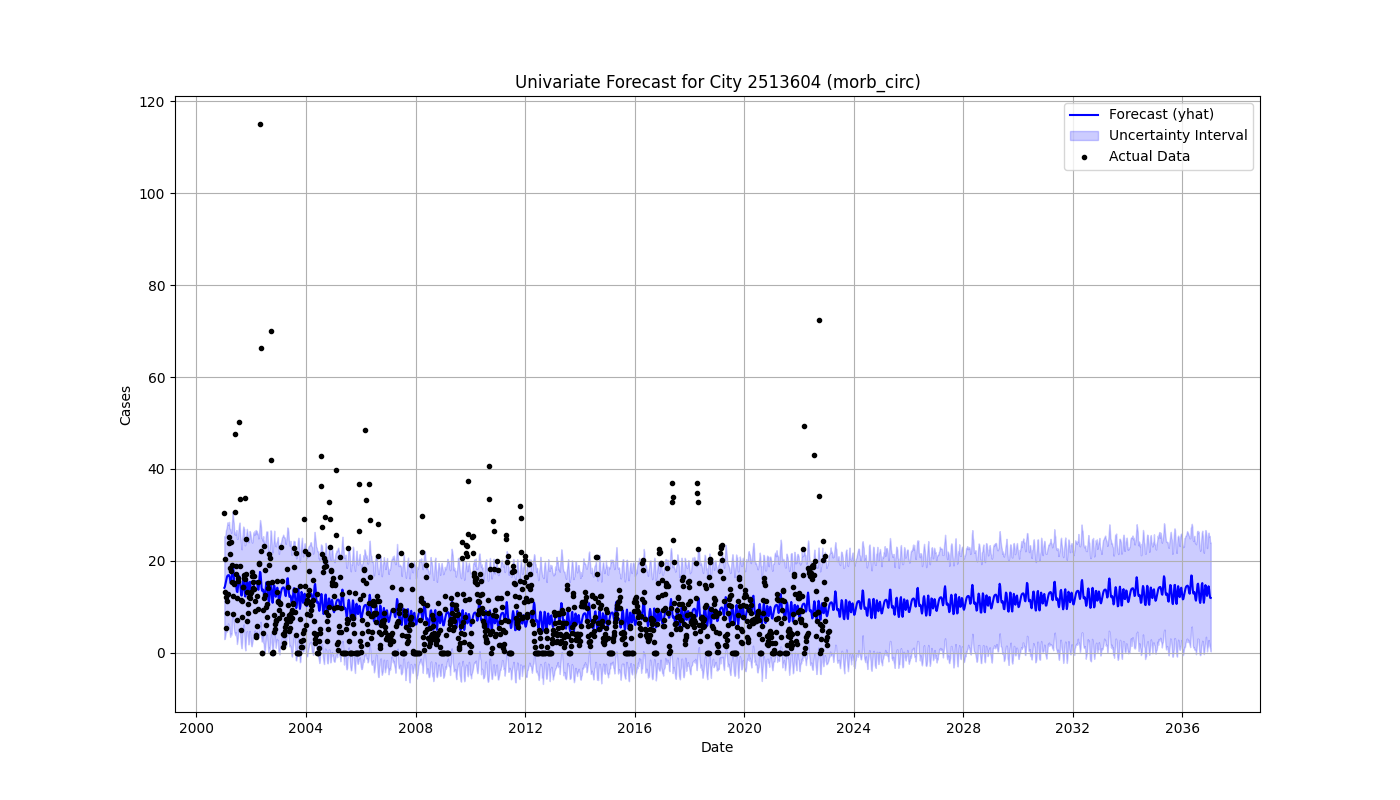 Univariate Forecast for City 2513604 (morb_circ)
Forecast (yhat)
Uncertainty Interval
Actual Data
Cases
120
100
80
60
40
20
0
2000 2004 2008 2012 2016 2020 2024 2028 2032 2036
Date